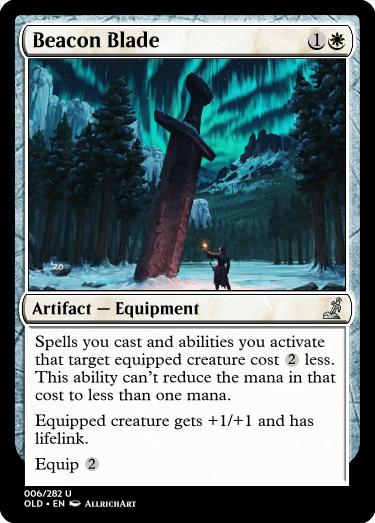 Beacon Blade 1
Artifact — Equipment
Spells you cast and abilities you activate
that target equipped creature cost 2 less.
This ability can't reduce the mana in that
cost to less than one mana.
Equipped creature gets +1/+1 and has
lifelink.
Equip 2
006/282 U
OLD • EN AllrichArt